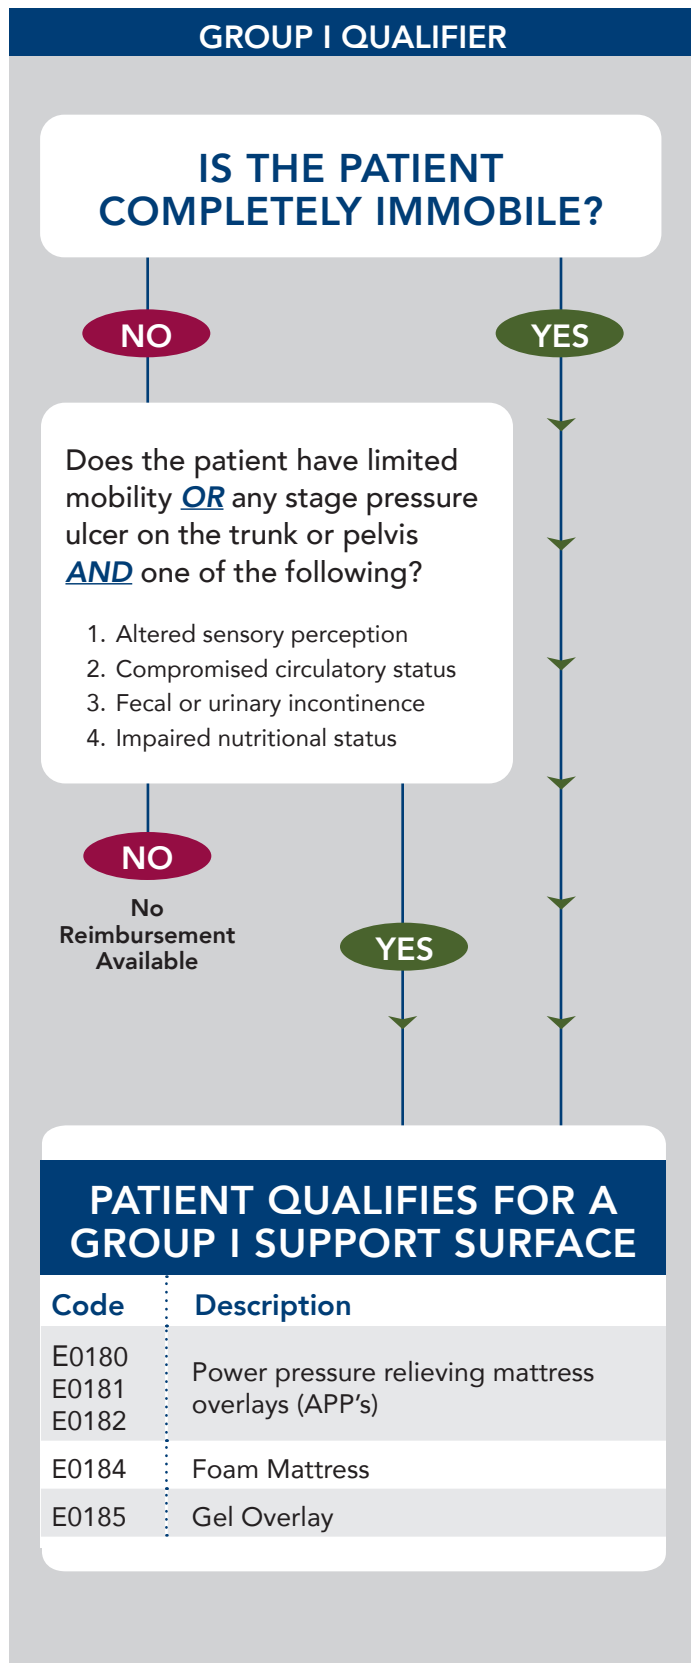 GROUP I QUALIFIER
IS THE PATIENT
COMPLETELY IMMOBILE?
NO
YES
Does the patient have limited
mobility OR any stage pressure
ulcer on the trunk or pelvis
AND one of the following?
1. Altered sensory perception
2. Compromised circulatory status
3. Fecal or urinary incontinence
4. Impaired nutritional status
NO
No
Reimbursement
Available
YES
PATIENT QUALIFIES FOR A
GROUP I SUPPORT SURFACE
Code Description
E0180
E0181
E0182
Power pressure relieving mattress
overlays (APP’s)
E0184 Foam Mattress
E0185 Gel Overlay